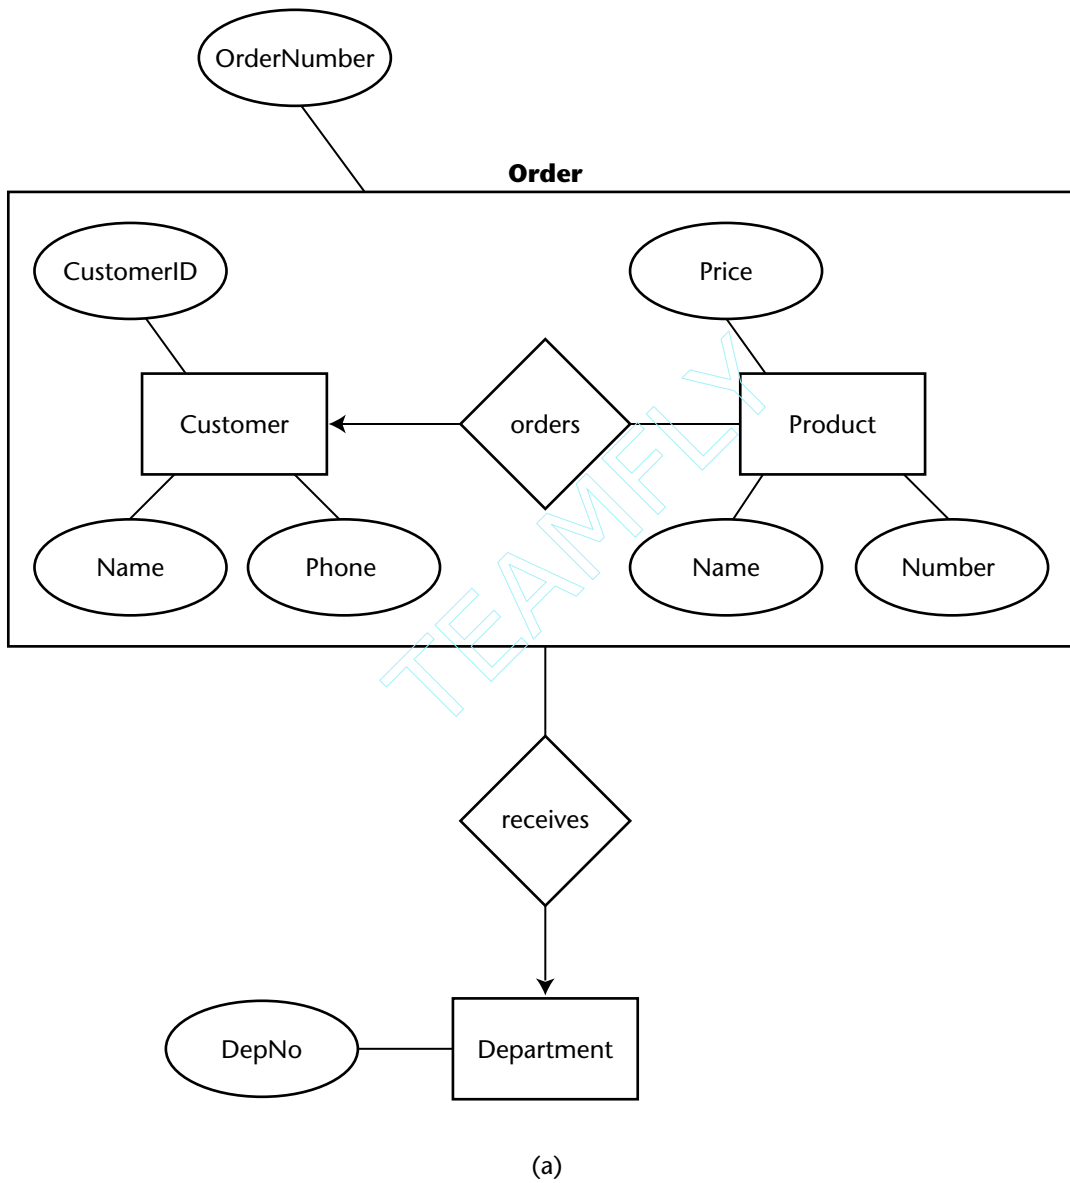 OrderNumber
Order
CustomerID
Price
Customer
orders
Product
Name
Phone
Name
Number
TEAMFLY
receives
DepNo
Department
(a)